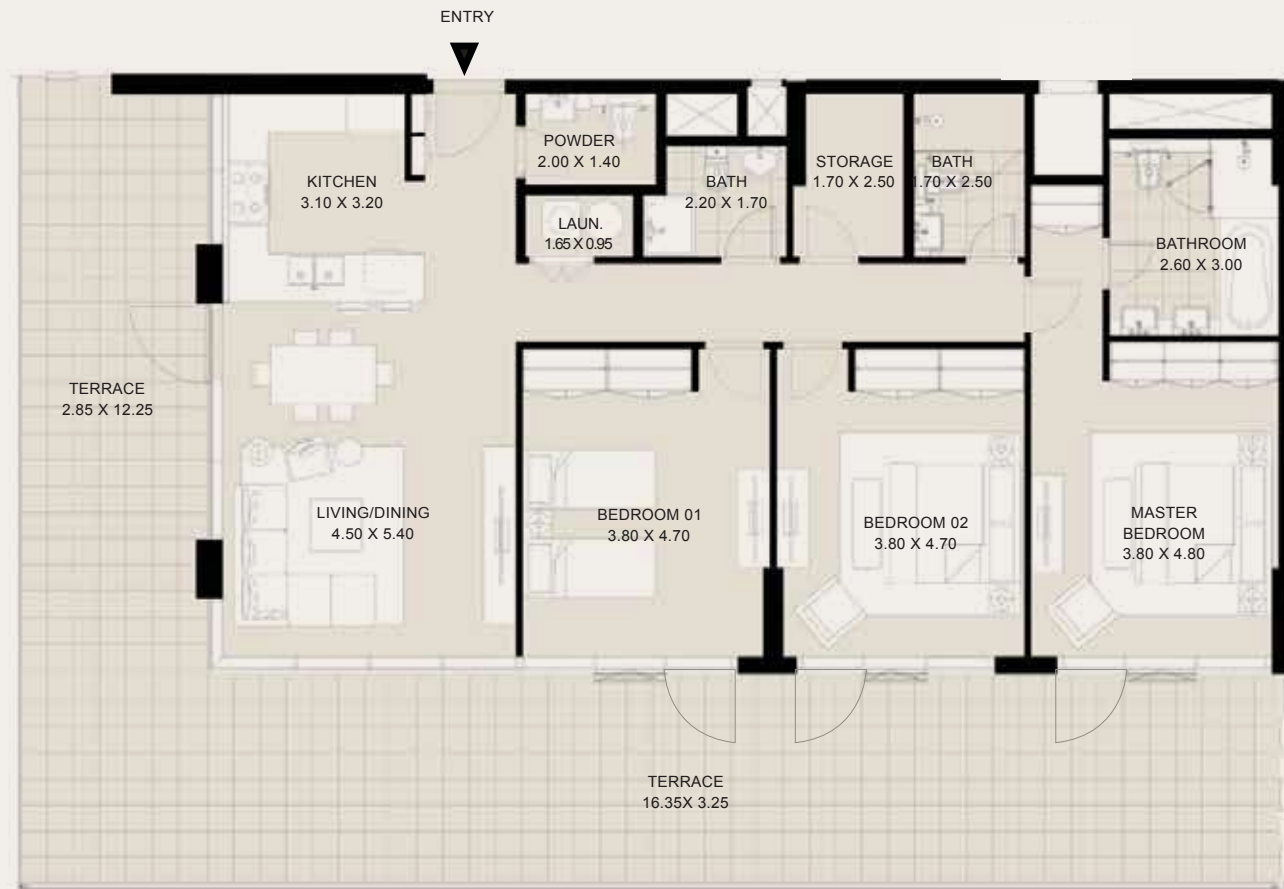 ENTRY
POWDER
2.00 X 1.40
KITCHEN
3.10 X 3.20
LAUN.
1.65 X 0.95
BATH
2.20 X 1.70
STORAGE
1.70 X 2.50
BATH
1.70 X 2.50
BATHROOM
2.60 X 3.00
TERRACE
2.85 X 12.25
LIVING/DINING
4.50 X 5.40
BEDROOM 01
3.80 X 4.70
BEDROOM 02
3.80 X 4.70
MASTER
BEDROOM
3.80 X 4.80
TERRACE
16.35X 3.25